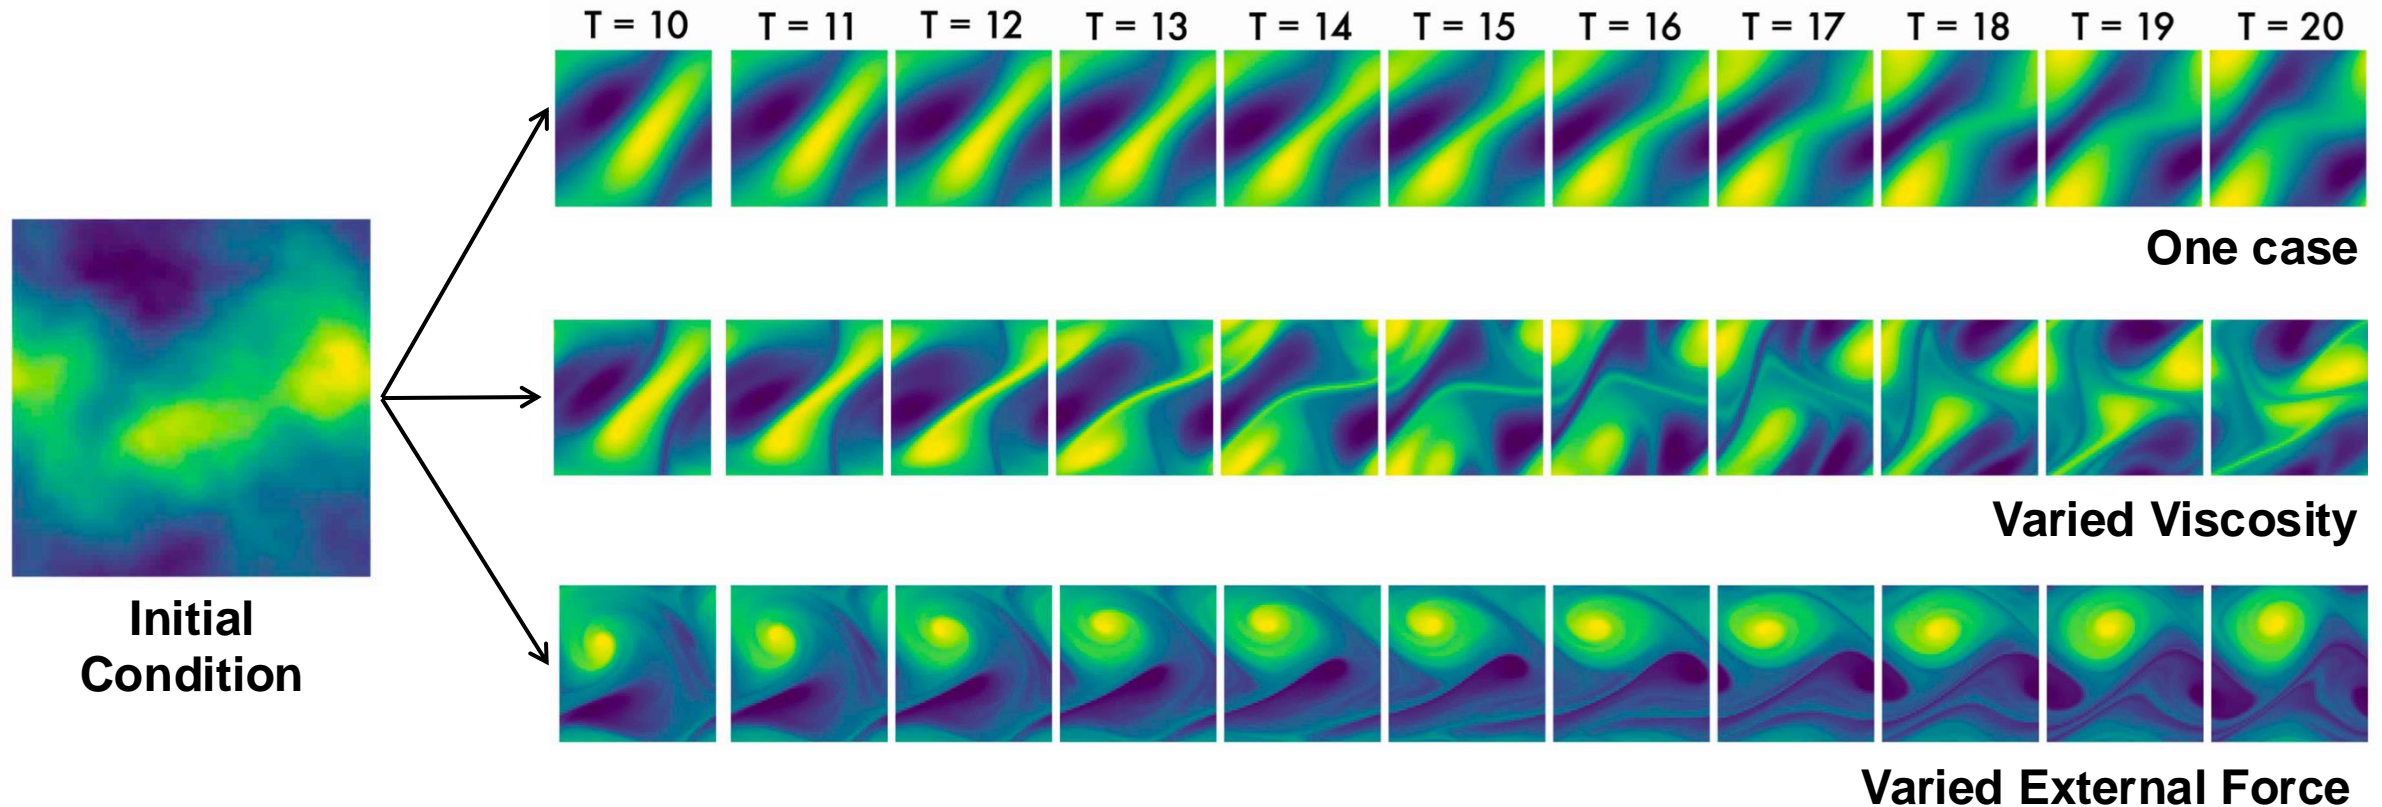 T = 10 T = 11 T = 12 T = 13 T = 14 T = 15 T = 16 T = 17 T = 18 T = 19 T = 20
One case
Initial
Condition
Varied Viscosity
Varied External Force